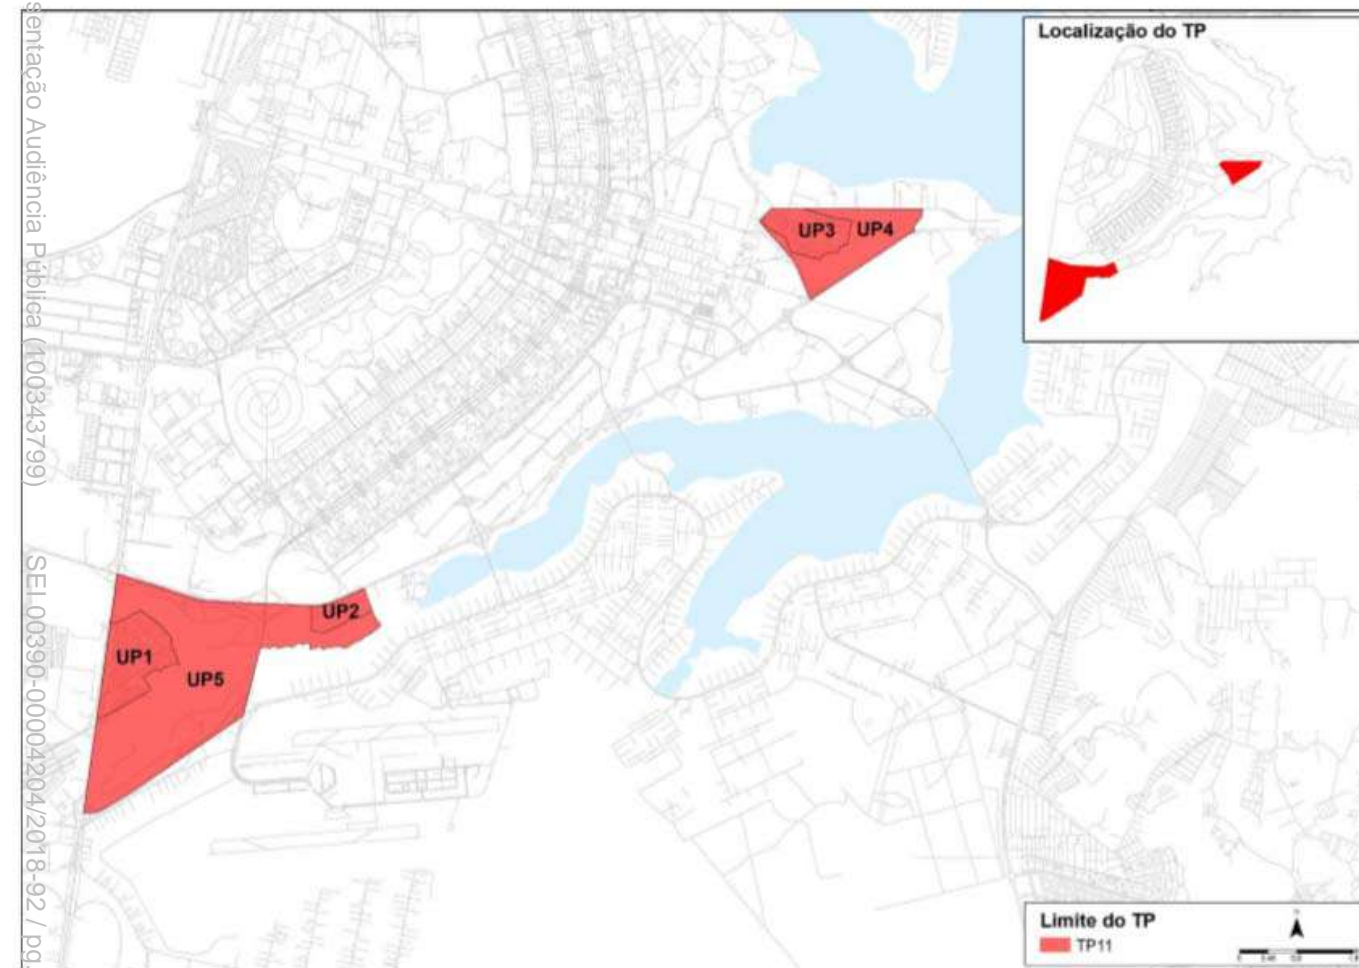 sentação Audiência Pública (100343799)
SEI 00390-00004204/2018-92 / pg.
Localização do TP
UP3
UP4
UP2
UP1
UP5
Limite do TP
TP11